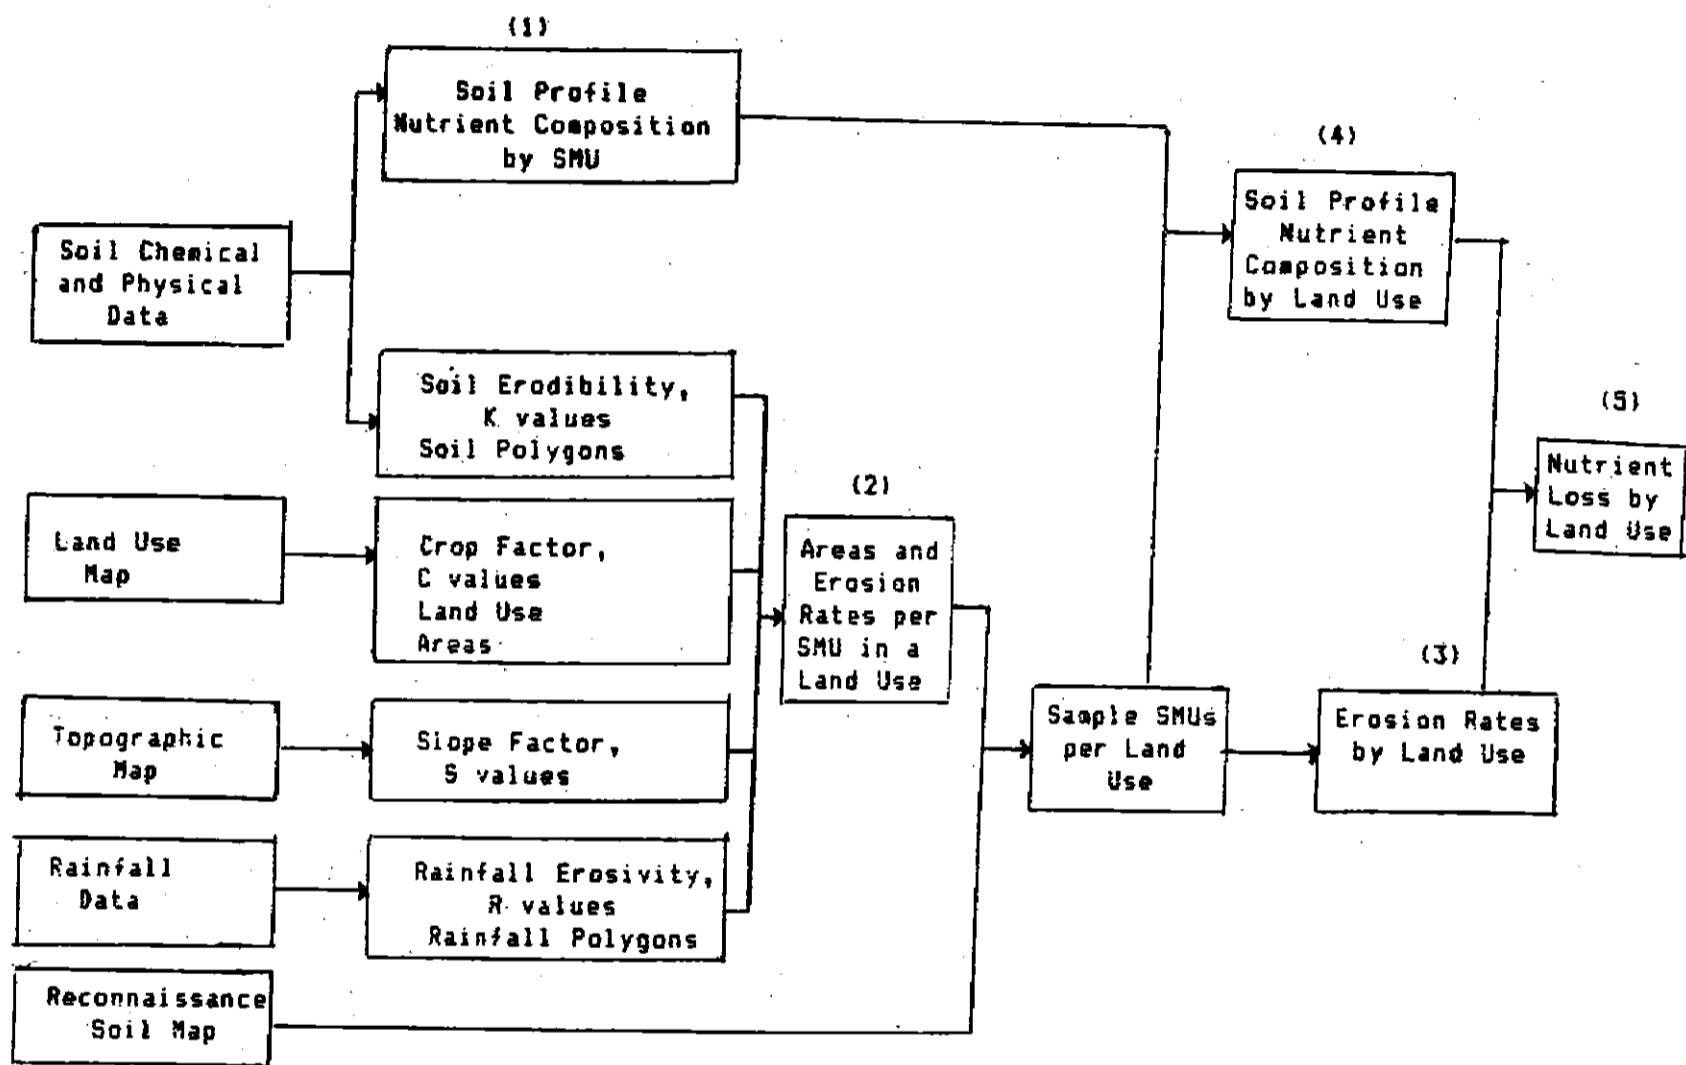 (1)
Soil Profile
Nutrient Composition
by SMU
(4)
Soil Profile
Nutrient
Composition
by Land Use
Soil Chemical
and Physical
Data
Soil Erodibility,
K values
Soil Polygons
(5)
Nutrient
Loss by
Land Use
(2)
Areas and
Erosion
Rates per
SMU in a
Land Use
Land Use
Map
Crop Factor,
C values
Land Use
Areas
(3)
Erosion Rates
by Land Use
Sample SMUs
per Land
Use
Topographic
Map
Slope Factor,
S values
Rainfall
Data
Rainfall Erosivity,
R values
Rainfall Polygons
Reconnaissance
Soil Map